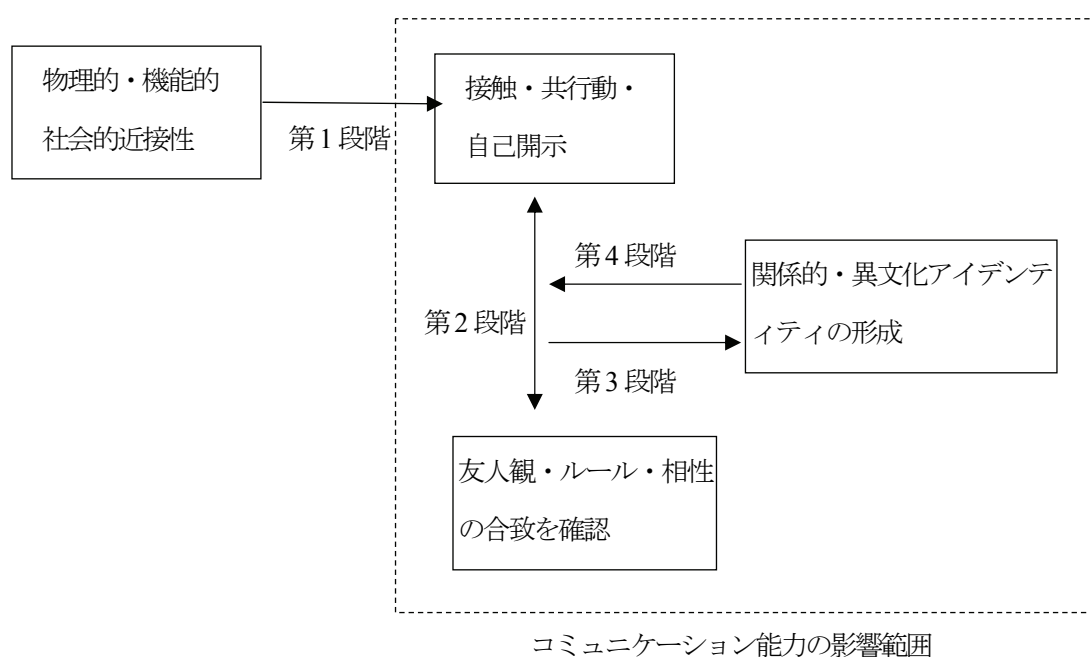 物理的・機能的
社会的近接性
第1段階
接触・共行動・
自己開示
第2段階
第4段階
第3段階
関係的・異文化アイデンテ
ィティの形成
友人観・ルール・相性
の合致を確認
コミュニケーション能力の影響範囲